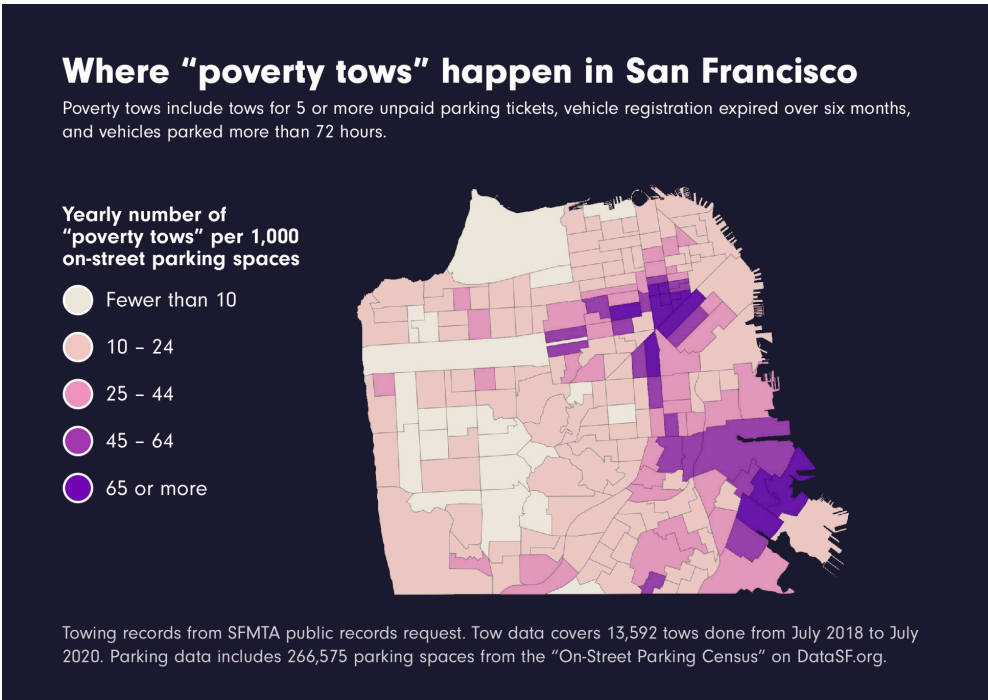 Where “poverty tows” happen in San Francisco
Poverty tows include tows for 5 or more unpaid parking tickets, vehicle registration expired over six months,
and vehicles parked more than 72 hours.
Yearly number of
“poverty tows” per 1,000
on-street parking spaces
Fewer than 10
10 – 24
25 – 44
45 – 64
65 or more
Towing records from SFMTA public records request. Tow data covers 13,592 tows done from July 2018 to July
2020. Parking data includes 266,575 parking spaces from the “On-Street Parking Census” on DataSF.org.